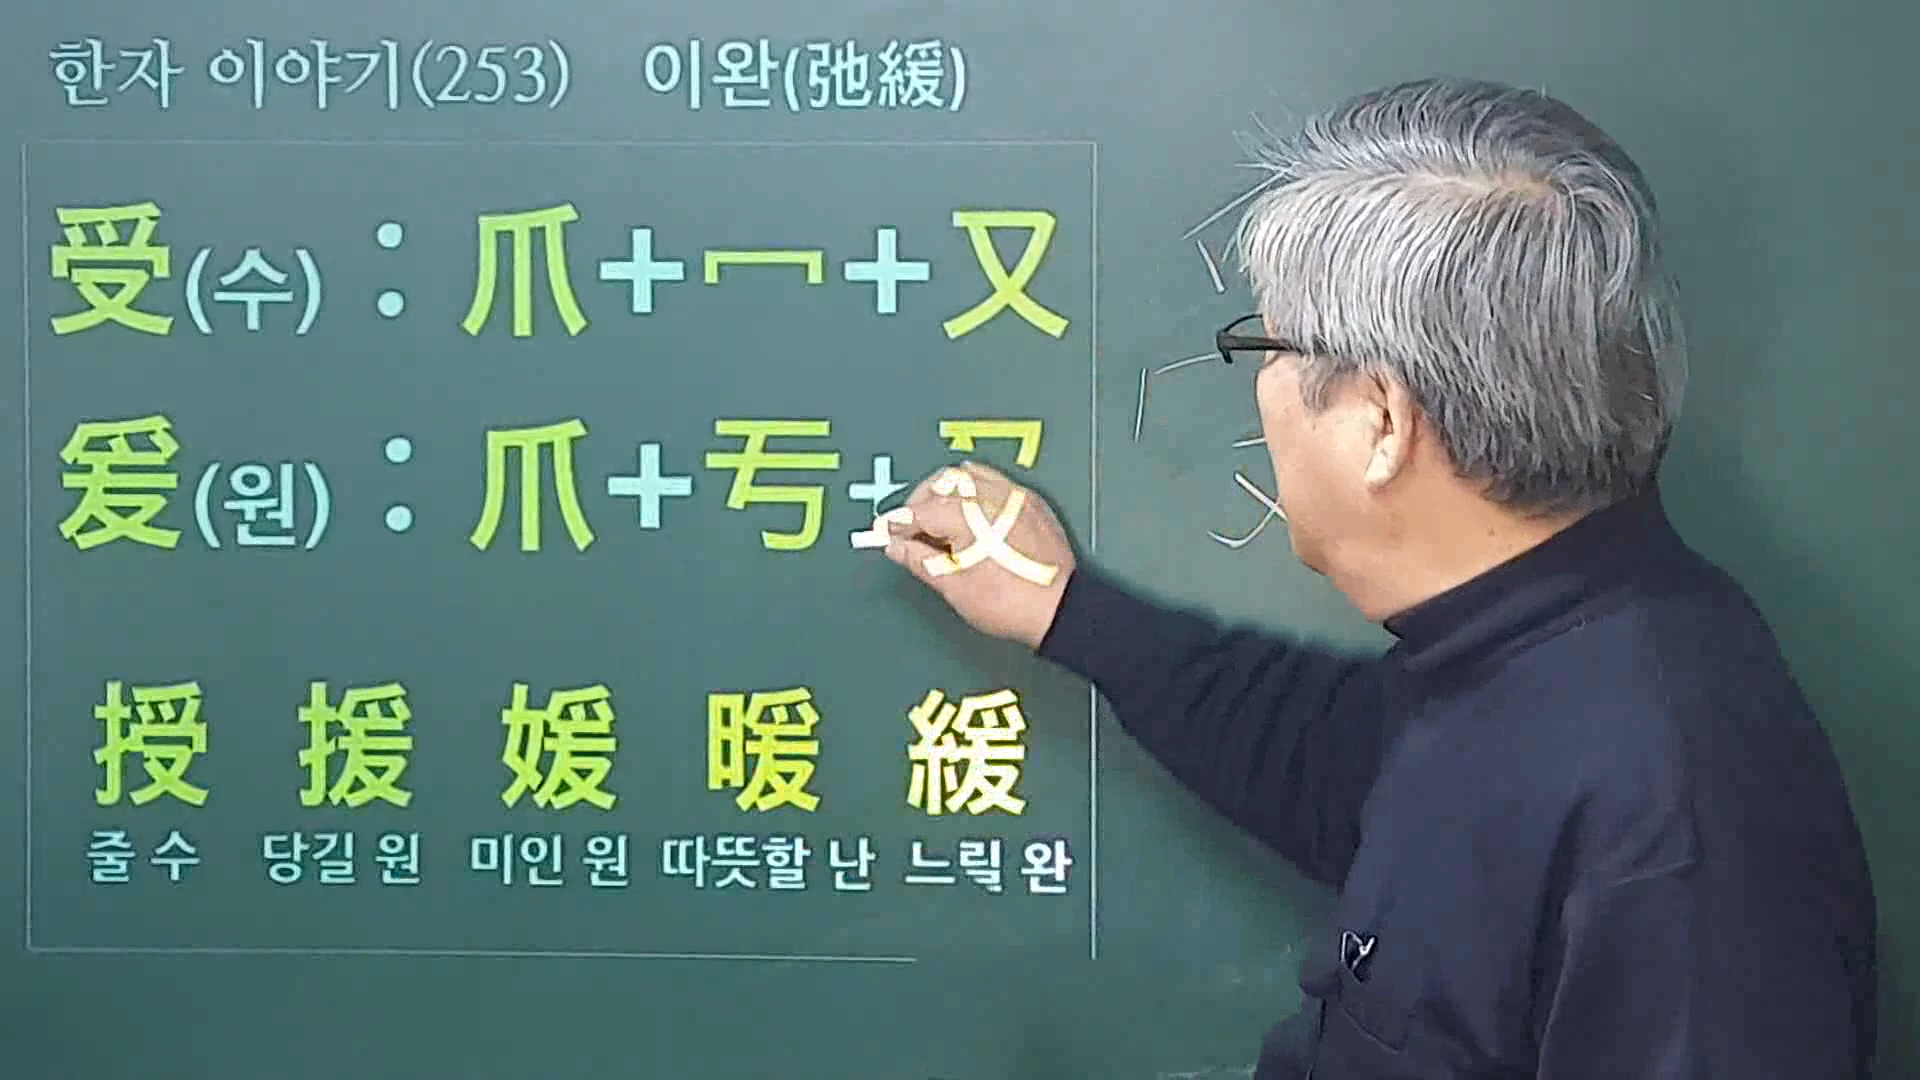 한자 이야기(253) 이완(弛緩)
受(수) : 爪+冖+又
爰(원) : 爪+亐+又
授 援 媛 暖 緩
줄 수 당길 원 미인 원 따뜻할 난 느릴 완